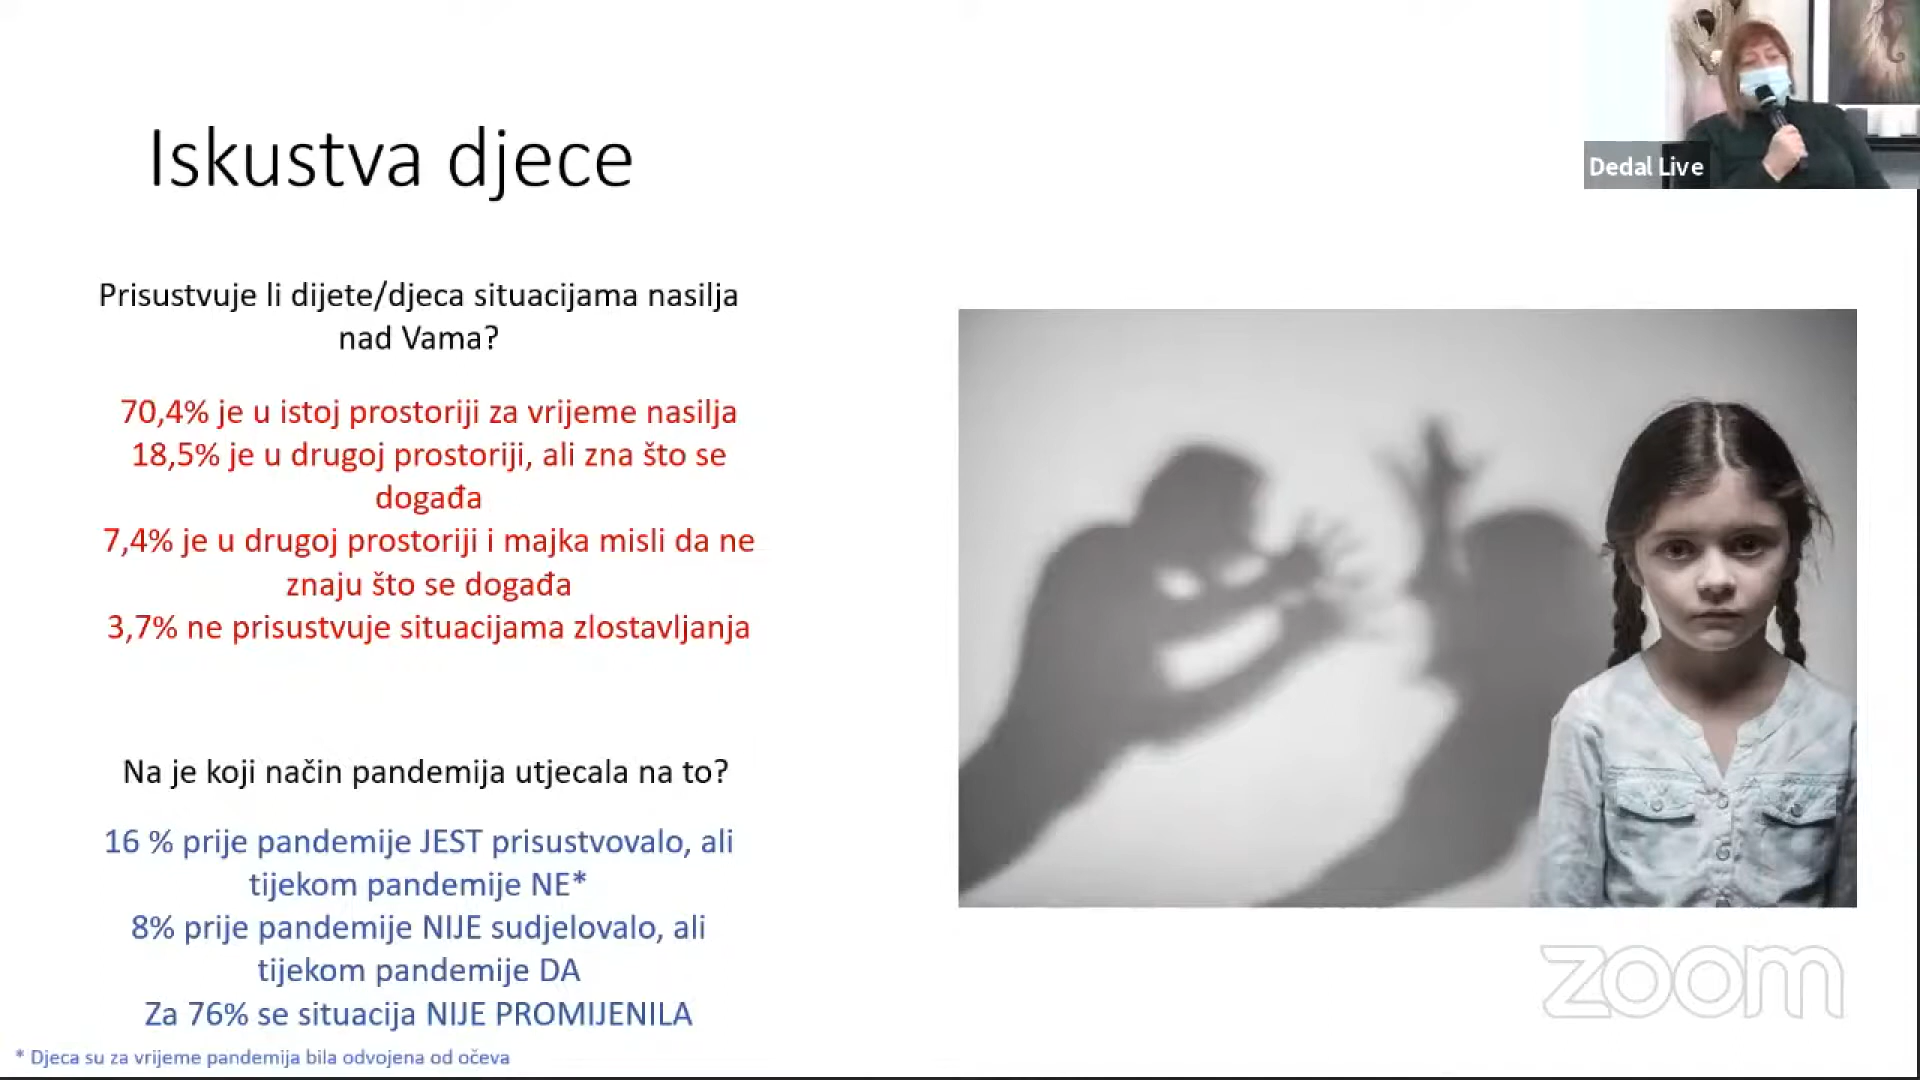 Iskustva djece
Dedal Live
Prisustvuje li dijete/djeca situacijama nasilja
nad Vama?
70,4% je u istoj prostoriji za vrijeme nasilja
18,5% je u drugoj prostoriji, ali zna što se
događa
7,4% je u drugoj prostoriji i majka misli da ne
znaju što se događa
3,7% ne prisustvuje situacijama zlostavljanja
Na je koji način pandemija utjecala na to?
16 % prije pandemije JEST prisustvovalo, ali
tijekom pandemije NE*
8% prije pandemije NIJE sudjelovalo, ali
tijekom pandemije DA
Za 76% se situacija NIJE PROMIJENILA
* Djeca su za vrijeme pandemija bila odvojena od očeva
zoom